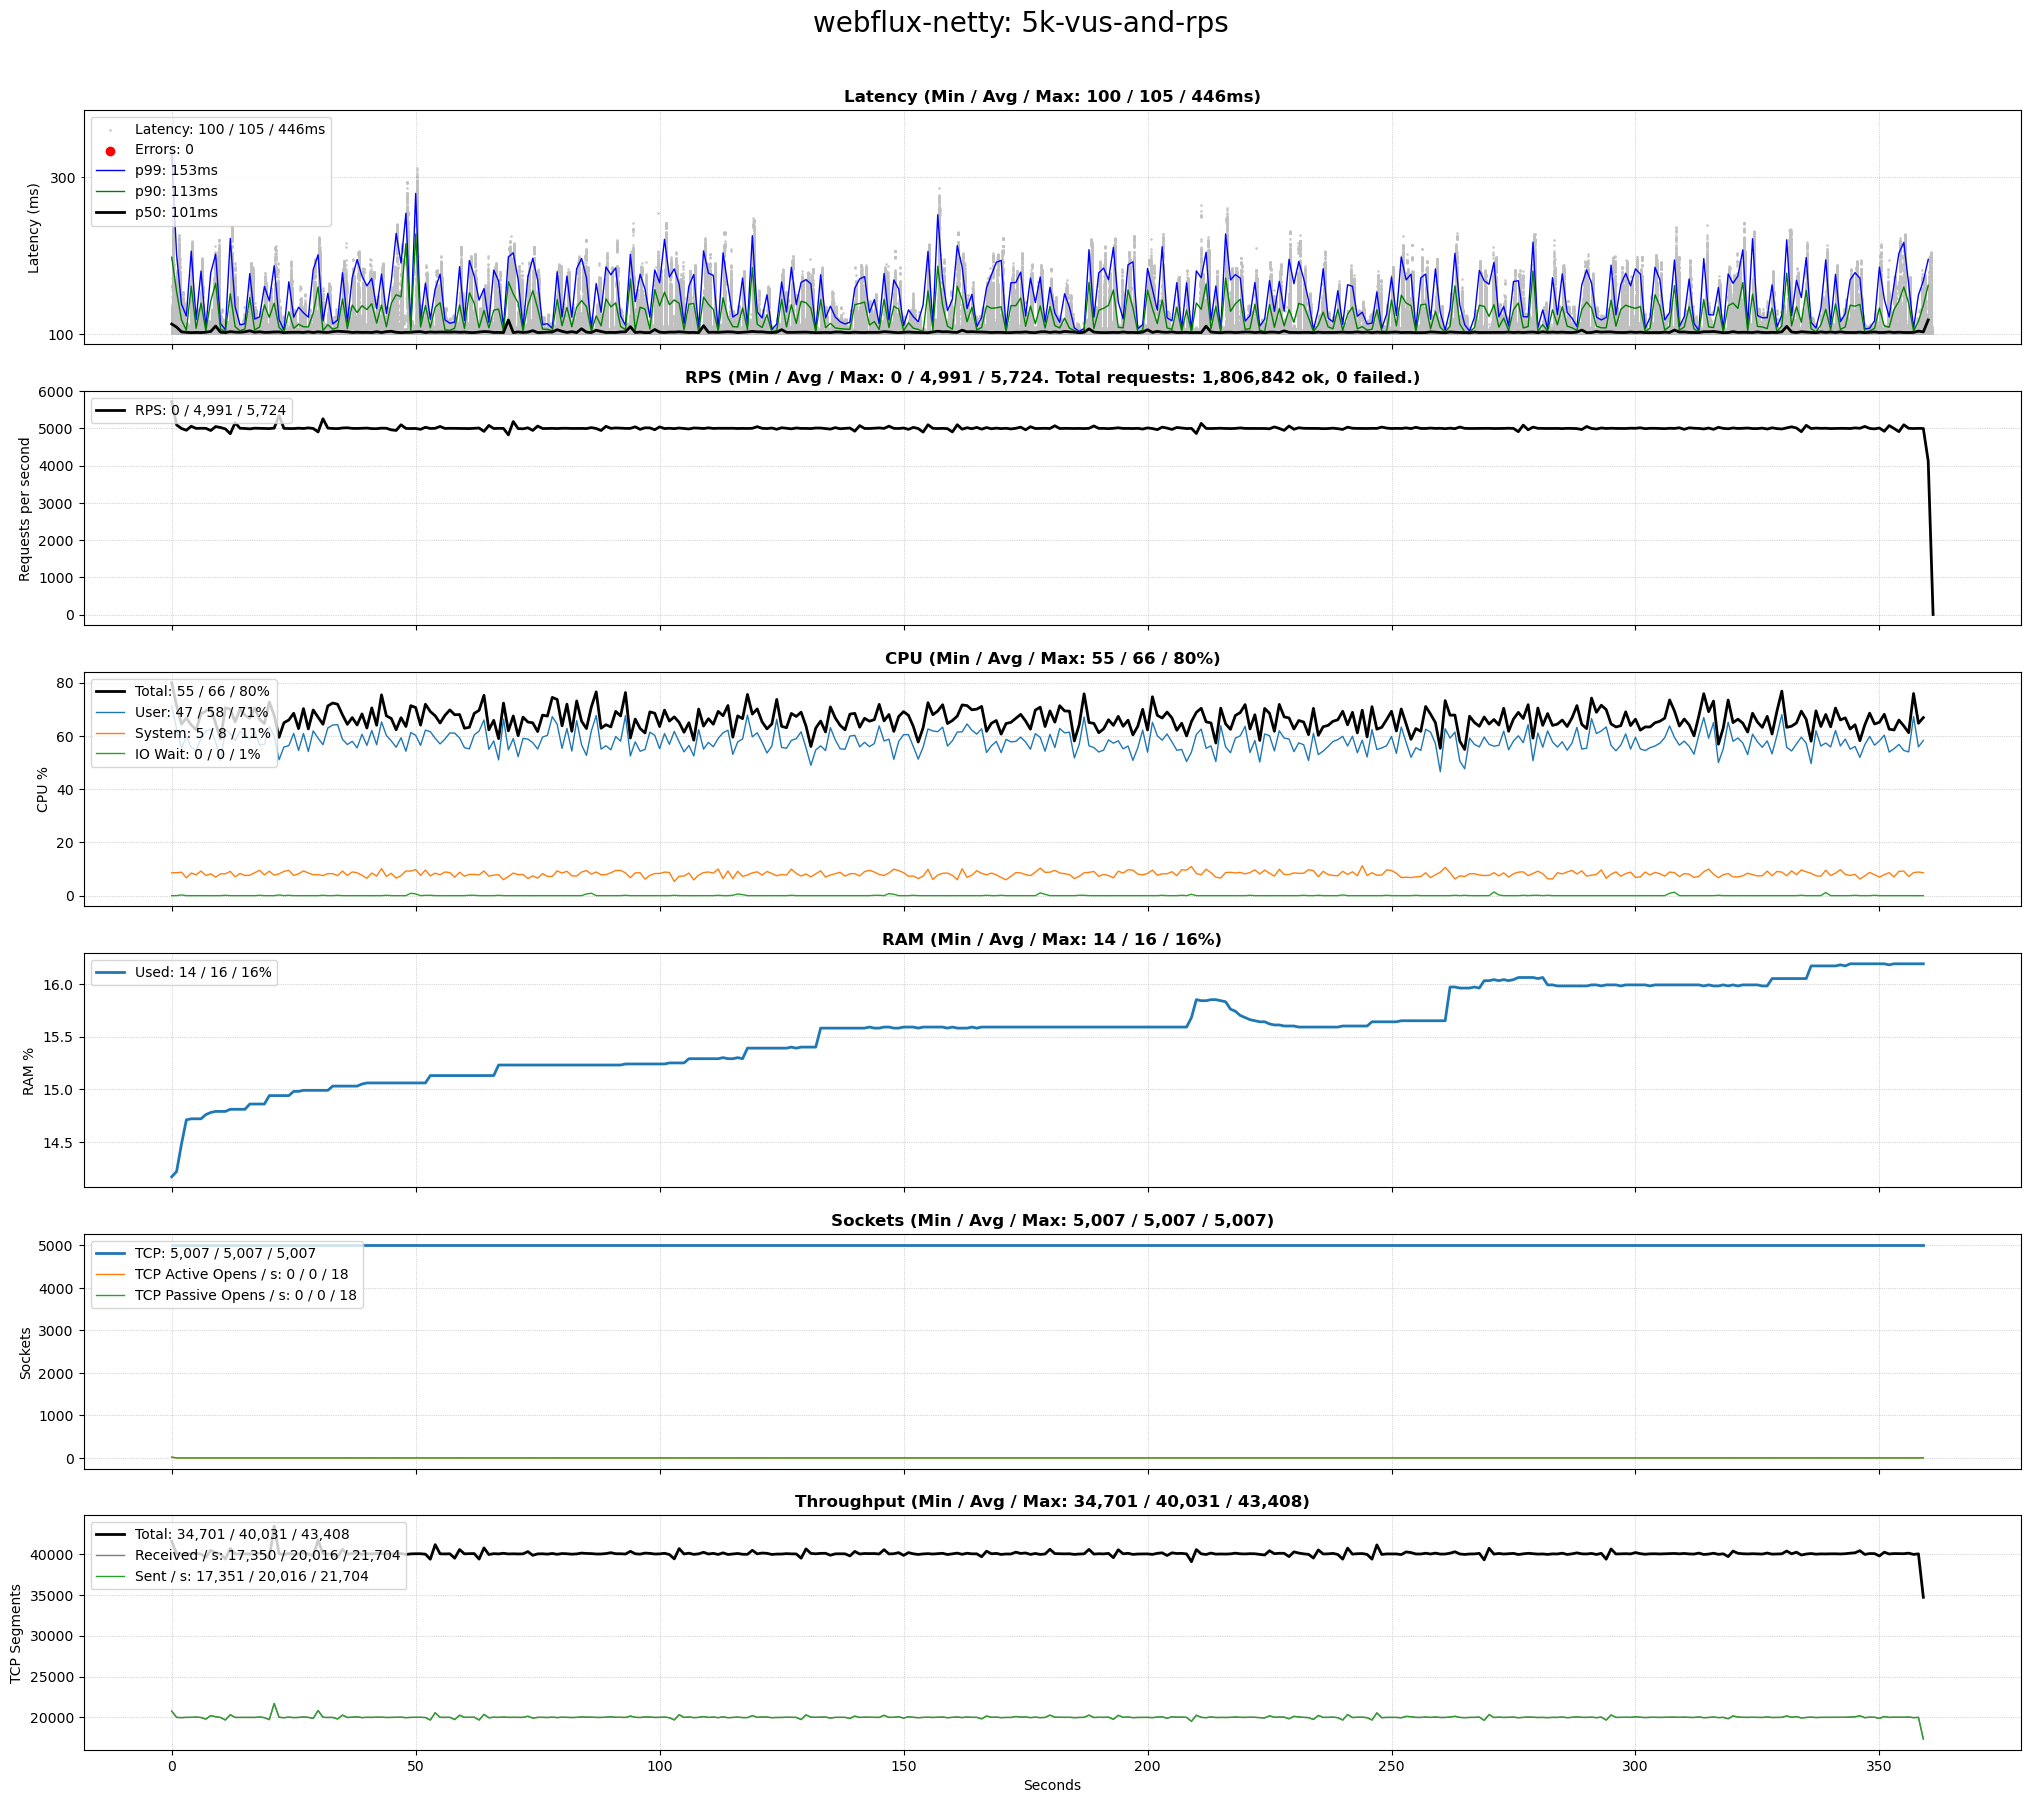 webflux-netty: 5k-vus-and-rps
Latency (Min / Avg / Max: 100 / 105 / 446ms)
Latency: 100 / 105 / 446ms
Errors: 0
p99: 153ms
p90: 113ms
p50: 101ms
Latency (ms)
300
100
RPS (Min / Avg / Max: 0 / 4,991 / 5,724. Total requests: 1,806,842 ok, 0 failed.)
RPS: 0 / 4,991 / 5,724
Requests per second
6000
5000
4000
3000
2000
1000
0
CPU (Min / Avg / Max: 55 / 66 / 80%)
Total: 55 / 66 / 80%
User: 47 / 58 / 71%
System: 5 / 8 / 11%
IO Wait: 0 / 0 / 1%
CPU %
80
60
40
20
0
RAM (Min / Avg / Max: 14 / 16 / 16%)
Used: 14 / 16 / 16%
RAM %
16.0
15.5
15.0
14.5
Sockets (Min / Avg / Max: 5,007 / 5,007 / 5,007)
TCP: 5,007 / 5,007 / 5,007
TCP Active Opens / s: 0 / 0 / 18
TCP Passive Opens / s: 0 / 0 / 18
Sockets
5000
4000
3000
2000
1000
0
Throughput (Min / Avg / Max: 34,701 / 40,031 / 43,408)
Total: 34,701 / 40,031 / 43,408
Received / s: 17,350 / 20,016 / 21,704
Sent / s: 17,351 / 20,016 / 21,704
TCP Segments
40000
35000
30000
25000
20000
0 50 100 150 200 250 300 350
Seconds